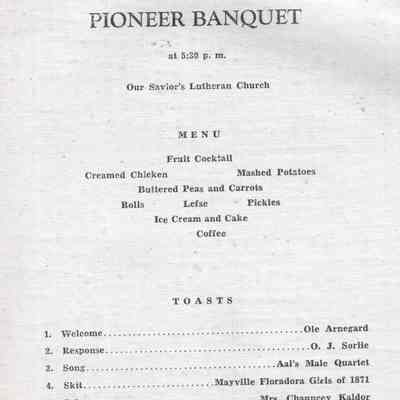 PIONEER BANQUET
at 5:30 p. m.
Our Savior's Lutheran Church
MENU
Fruit Cocktail
Creamed Chicken Mashed Potatoes
Buttered Peas and Carrots
Rolls Lefse Pickles
Ice Cream and Cake
Coffee
TOASTS
1. Welcome Ole Arnegard
2. Response O. J. Sorlie
3. Song Aal's Male Quartet
4. Skit Mayville Floradora Girls of 1871
Mrs. Chauncey Kaldor